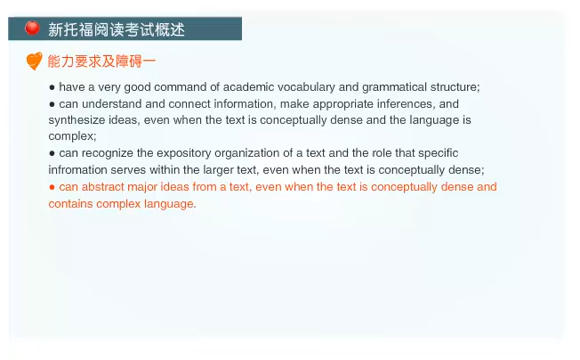 新托福阅读考试概述
能力要求及障碍一
● have a very good command of academic vocabulary and grammatical structure;
● can understand and connect information, make appropriate inferences, and
synthesize ideas, even when the text is conceptually dense and the language is
complex;
● can recognize the expository organization of a text and the role that specific
infromation serves within the larger text, even when the text is conceptually dense;
● can abstract major ideas from a text, even when the text is conceptually dense and
contains complex language.